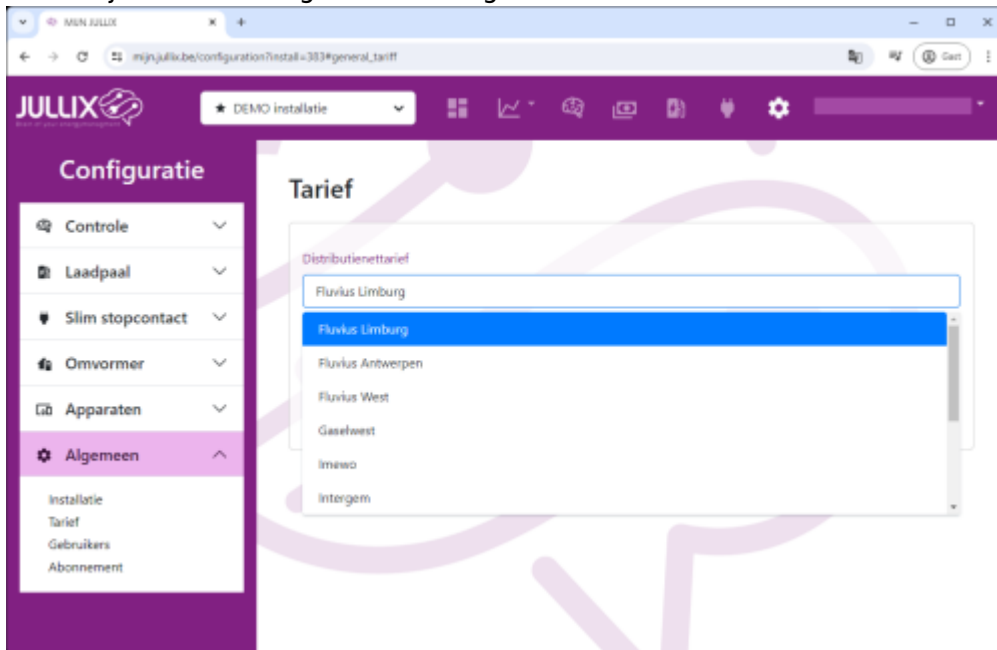 MIJN JULLIX
mijn.jullix.be/configuration?install=383#general_tariff
Gast
JULLIX
DEMO installatie
Configuratie
Controle
Laadpaal
Slim stopcontact
Omvormer
Apparaten
Algemeen
Installatie
Tarief
Gebruikers
Abonnement
Tarief
Distributienettarief
Fluvius Limburg
Fluvius Limburg
Fluvius Antwerpen
Fluvius West
Gaselwest
Imewo
Intergem